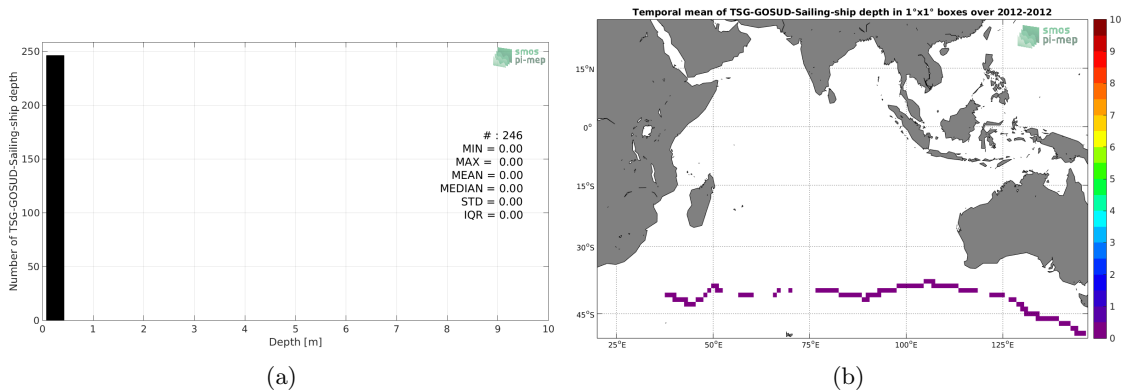 250
200
150
100
50
0
Number of TSG-GOSUD-Sailing-ship depth
smos
pi-mep
# : 246
MIN = 0.00
MAX = 0.00
MEAN = 0.00
MEDIAN = 0.00
STD = 0.00
IQR = 0.00
0 1 2 3 4 5 6 7 8 9 10
Depth [m]
(a)
Temporal mean of TSG-GOSUD-Sailing-ship depth in 1°x1° boxes over 2012-2012
smos
pi-mep
15°N
0°
15°S
30°S
45°S
25°E 50°E 75°E 100°E 125°E
10
9
8
7
6
5
4
3
2
1
0
(b)